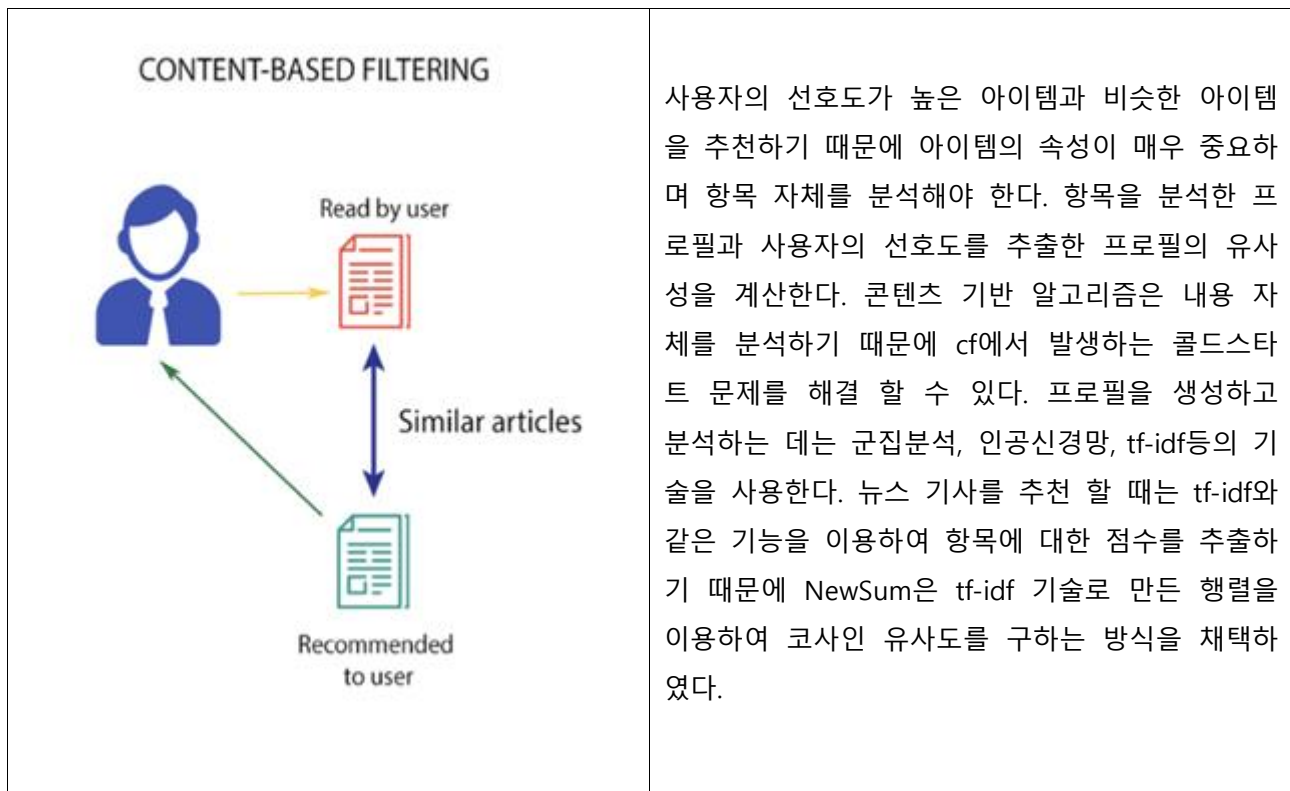 CONTENT-BASED FILTERING
Read by user
Similar articles
Recommended
to user
사용자의 선호도가 높은 아이템과 비슷한 아이템
을 추천하기 때문에 아이템의 속성이 매우 중요하
며 항목 자체를 분석해야 한다. 항목을 분석한 프
로필과 사용자의 선호도를 추출한 프로필의 유사
성을 계산한다. 콘텐츠 기반 알고리즘은 내용 자
체를 분석하기 때문에 cf에서 발생하는 콜드스타
트 문제를 해결 할 수 있다. 프로필을 생성하고
분석하는 데는 군집분석, 인공신경망, tf-idf등의 기
술을 사용한다. 뉴스 기사를 추천 할 때는 tf-idf와
같은 기능을 이용하여 항목에 대한 점수를 추출하
기 때문에 NewSum은 tf-idf 기술로 만든 행렬을
이용하여 코사인 유사도를 구하는 방식을 채택하
였다.